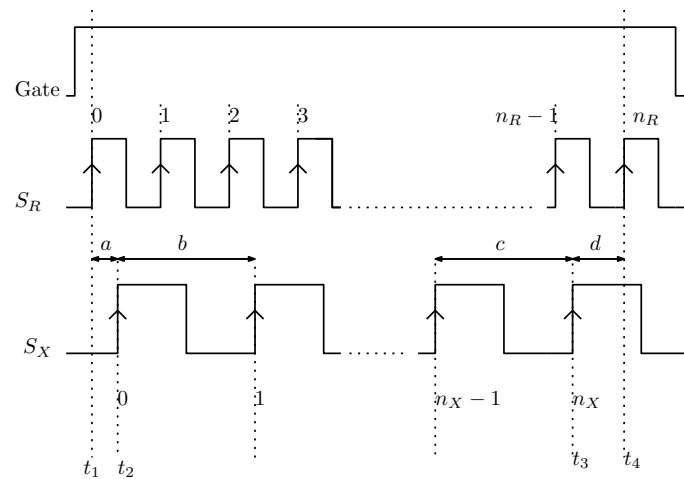 Gate
0 1 2 3 n_R − 1 n_R
S_R
a b c d
S_X
0 1 n_X − 1 n_X
t_1 t_2 t_3 t_4